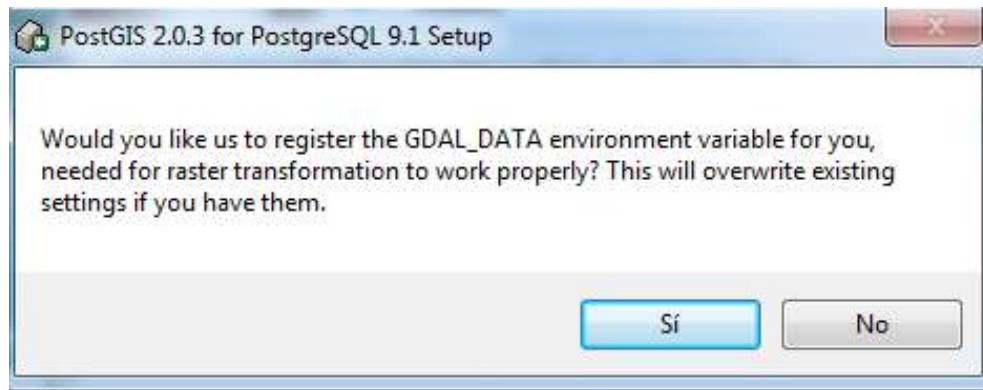 PostGIS 2.0.3 for PostgreSQL 9.1 Setup
Would you like us to register the GDAL_DATA environment variable for you,
needed for raster transformation to work properly? This will overwrite existing
settings if you have them.
Sí
No